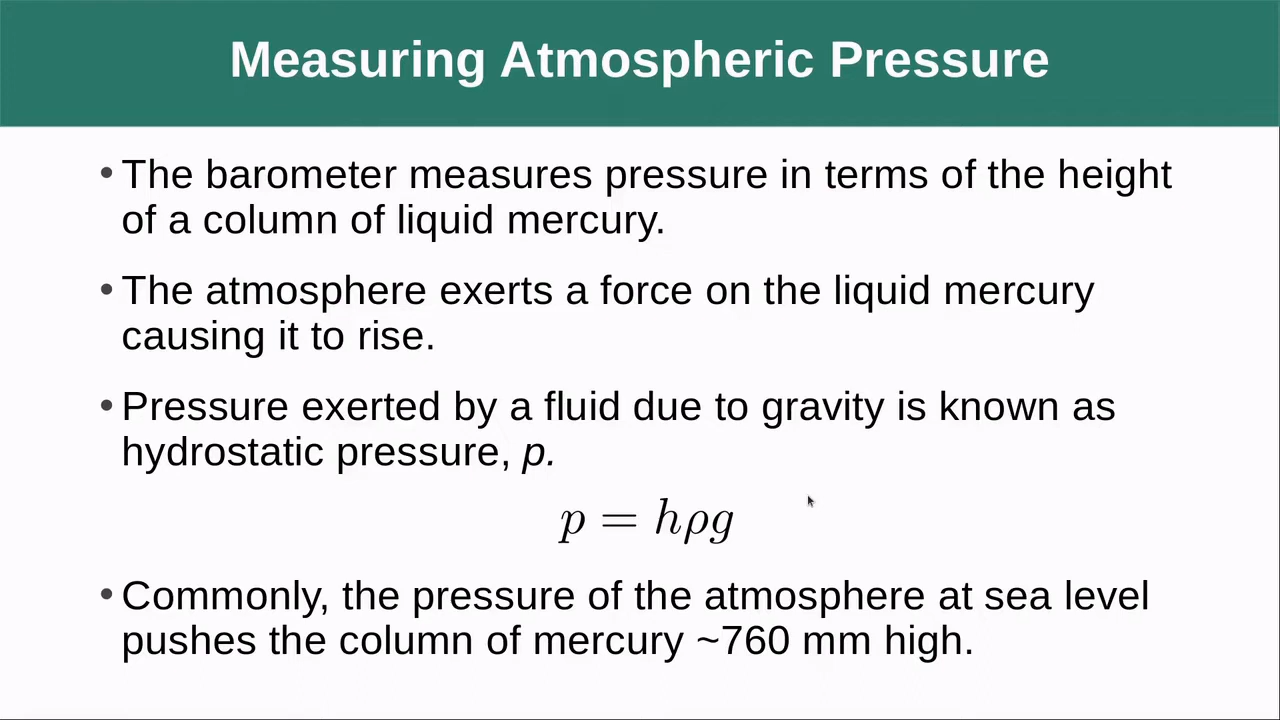 Measuring Atmospheric Pressure
• The barometer measures pressure in terms of the height
of a column of liquid mercury.
• The atmosphere exerts a force on the liquid mercury
causing it to rise.
• Pressure exerted by a fluid due to gravity is known as
hydrostatic pressure, p.
p = hρg
• Commonly, the pressure of the atmosphere at sea level
pushes the column of mercury ~760 mm high.